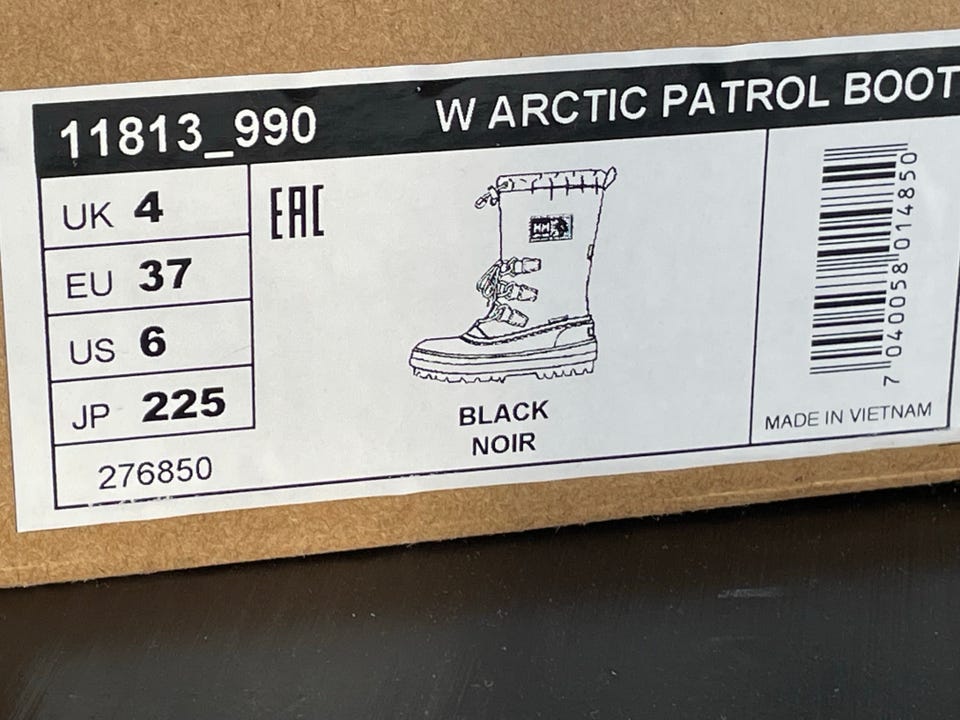 11813_990 W ARCTIC PATROL BOOT
UK 4
EU 37
US 6
JP 225
276850
EAC
HH
BLACK
NOIR
7 040058 014850
MADE IN VIETNAM